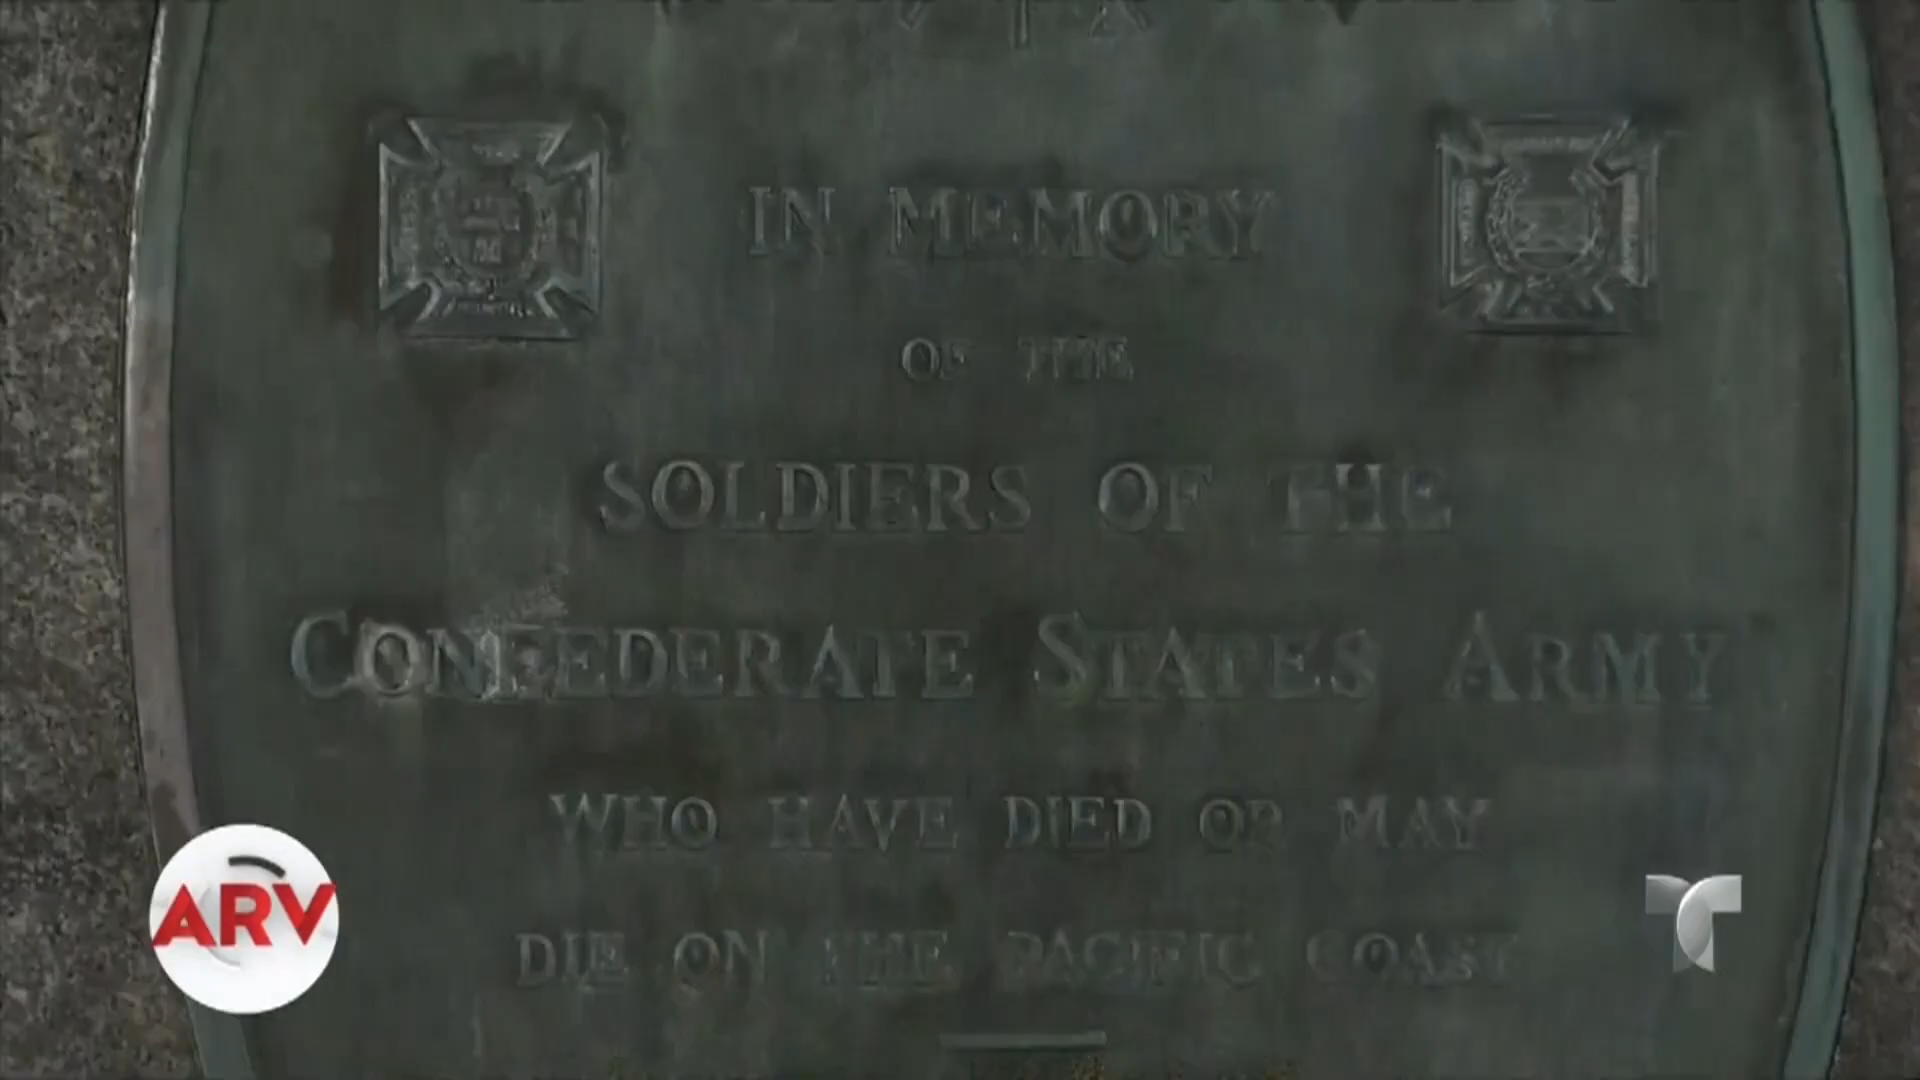 IN MEMORY
OF THE
SOLDIERS OF THE
CONFEDERATE STATES ARMY
WHO HAVE DIED OR MAY
DIE ON THE PACIFIC COAST
ARV
T